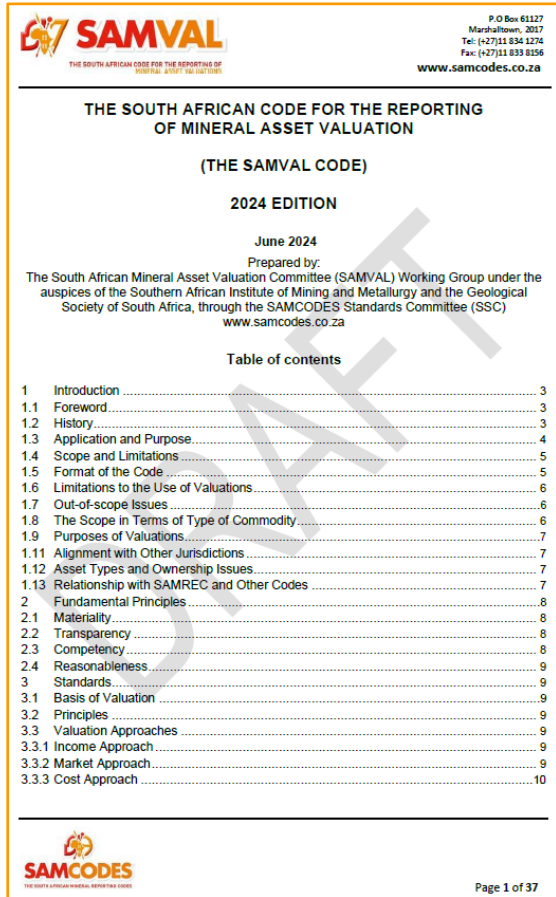 SAMVAL
THE SOUTH AFRICAN CODE FOR THE REPORTING OF
MINERAL ASSET VALUATIONS
P.O Box 61127
Marshalltown, 2017
Tel: (+27)11 834 1274
Fax: (+27)11 833 8156
www.samcodes.co.za
THE SOUTH AFRICAN CODE FOR THE REPORTING
OF MINERAL ASSET VALUATION
(THE SAMVAL CODE)
2024 EDITION
June 2024
Prepared by:
The South African Mineral Asset Valuation Committee (SAMVAL) Working Group under the
auspices of the Southern African Institute of Mining and Metallurgy and the Geological
Society of South Africa, through the SAMCODES Standards Committee (SSC)
www.samcodes.co.za
Table of contents
1 Introduction ........ 3
1.1 Foreword ........ 3
1.2 History ........ 3
1.3 Application and Purpose ........ 4
1.4 Scope and Limitations ........ 5
1.5 Format of the Code ........ 5
1.6 Limitations to the Use of Valuations ........ 6
1.7 Out-of-scope Issues ........ 6
1.8 The Scope in Terms of Type of Commodity ........ 6
1.9 Purposes of Valuations ........ 7
1.11 Alignment with Other Jurisdictions ........ 7
1.12 Asset Types and Ownership Issues ........ 7
1.13 Relationship with SAMREC and Other Codes ........ 7
2 Fundamental Principles ........ 8
2.1 Materiality ........ 8
2.2 Transparency ........ 8
2.3 Competency ........ 8
2.4 Reasonableness ........ 9
3 Standards ........ 9
3.1 Basis of Valuation ........ 9
3.2 Principles ........ 9
3.3 Valuation Approaches ........ 9
3.3.1 Income Approach ........ 9
3.3.2 Market Approach ........ 9
3.3.3 Cost Approach ........ 10
DRAFT
SAMCODES
THE SOUTH AFRICAN MINERAL REPORTING CODES
Page 1 of 37